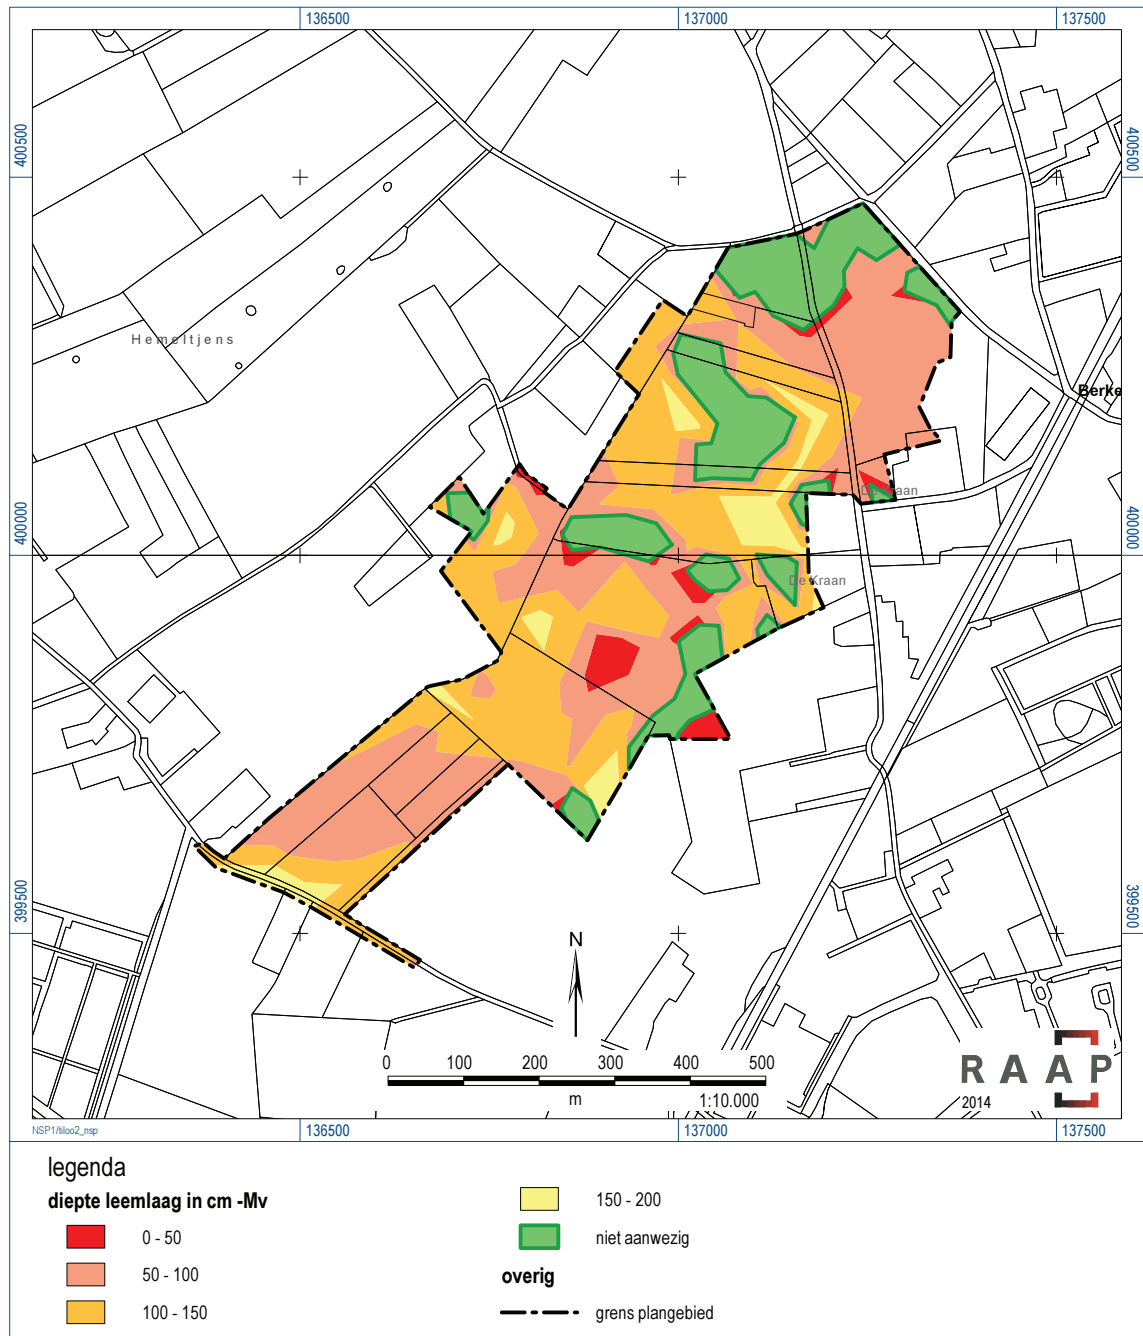 136500 137000 137500
400500 400500
Hemeltjens
Berke
De Kraan
400000 400000
De Kraan
399500 399500
N
0 100 200 300 400 500
m 1:10.000
RAAP
2014
NSP1/tiloo2_nsp
136500 137000 137500
legenda
diepte leemlaag in cm -Mv
0 - 50
50 - 100
100 - 150
150 - 200
niet aanwezig
overig
grens plangebied